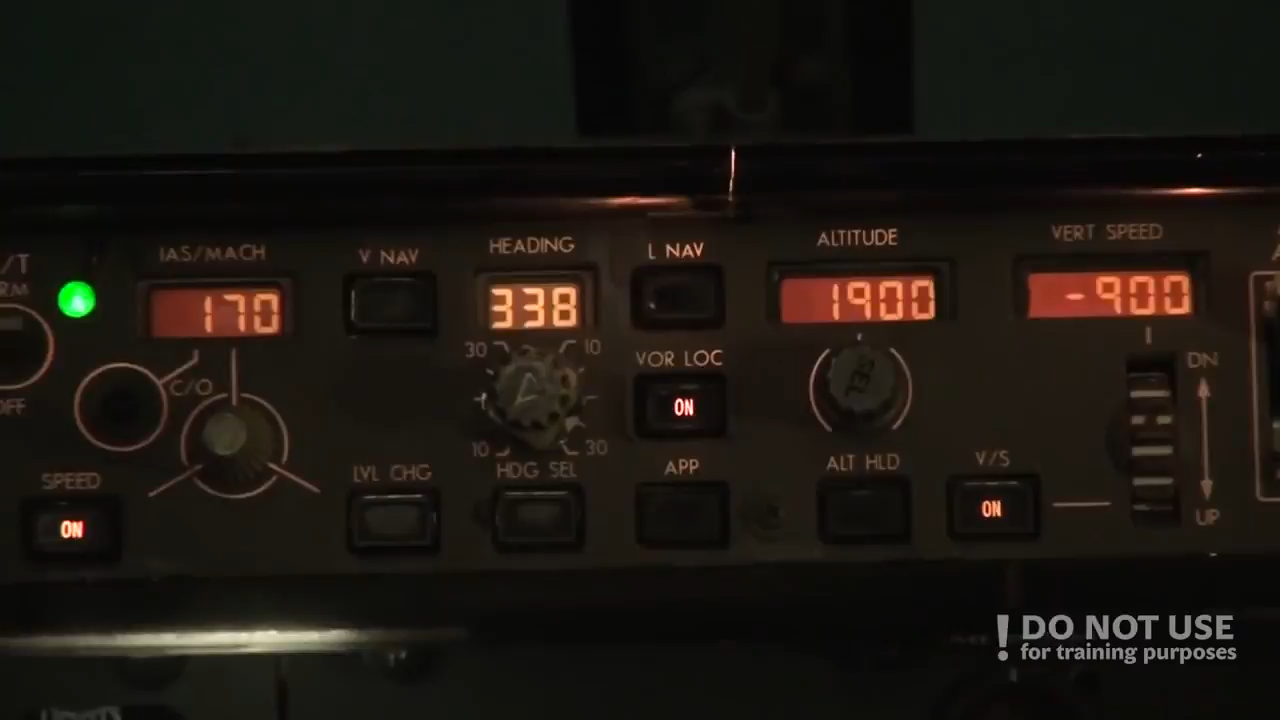 /T
RM
OFF
IAS/MACH
170
C/O
SPEED
ON
V NAV
LVL CHG
HEADING
338
30
10
10
30
HDG SEL
L NAV
VOR LOC
ON
APP
ALTITUDE
1900
SEL
ALT HLD
VERT SPEED
-900
DN
UP
V/S
ON
A
! DO NOT USE
for training purposes